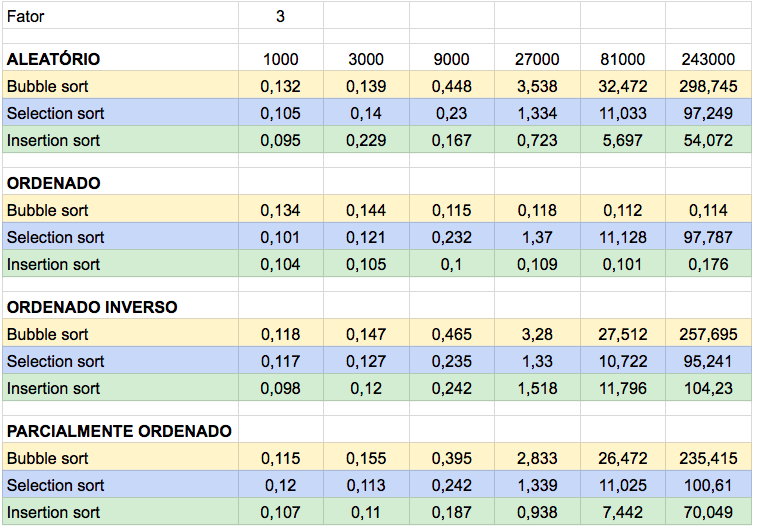 Fator 3
ALEATÓRIO 1000 3000 9000 27000 81000 243000
Bubble sort 0,132 0,139 0,448 3,538 32,472 298,745
Selection sort 0,105 0,14 0,23 1,334 11,033 97,249
Insertion sort 0,095 0,229 0,167 0,723 5,697 54,072
ORDENADO
Bubble sort 0,134 0,144 0,115 0,118 0,112 0,114
Selection sort 0,101 0,121 0,232 1,37 11,128 97,787
Insertion sort 0,104 0,105 0,1 0,109 0,101 0,176
ORDENADO INVERSO
Bubble sort 0,118 0,147 0,465 3,28 27,512 257,695
Selection sort 0,117 0,127 0,235 1,33 10,722 95,241
Insertion sort 0,098 0,12 0,242 1,518 11,796 104,23
PARCIALMENTE ORDENADO
Bubble sort 0,115 0,155 0,395 2,833 26,472 235,415
Selection sort 0,12 0,113 0,242 1,339 11,025 100,61
Insertion sort 0,107 0,11 0,187 0,938 7,442 70,049